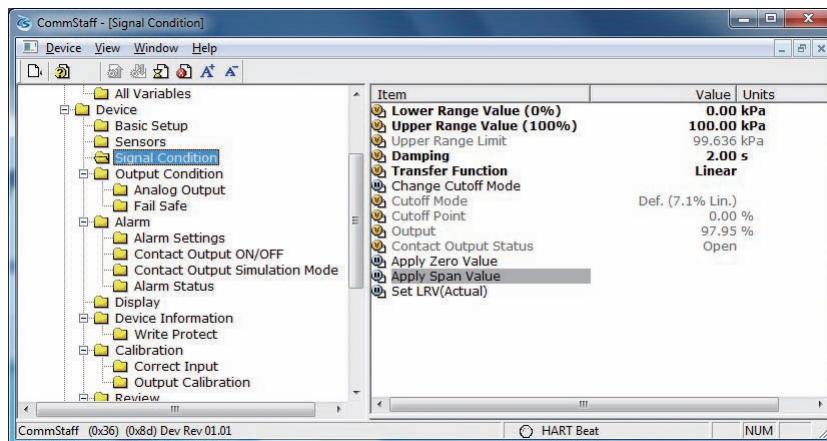 CommStaff - [Signal Condition]
Device View Window Help
All Variables
Device
Basic Setup
Sensors
Signal Condition
Output Condition
Analog Output
Fail Safe
Alarm
Alarm Settings
Contact Output ON/OFF
Contact Output Simulation Mode
Alarm Status
Display
Device Information
Write Protect
Calibration
Correct Input
Output Calibration
Review
Item Value Units
Lower Range Value (0%) 0.00 kPa
Upper Range Value (100%) 100.00 kPa
Upper Range Limit 99.636 kPa
Damping 2.00 s
Transfer Function Linear
Change Cutoff Mode
Cutoff Mode Def. (7.1% Lin.)
Cutoff Point 0.00 %
Output 97.95 %
Contact Output Status Open
Apply Zero Value
Apply Span Value
Set LRV(Actual)
CommStaff (0x36) (0x8d) Dev Rev 01.01 HART Beat NUM